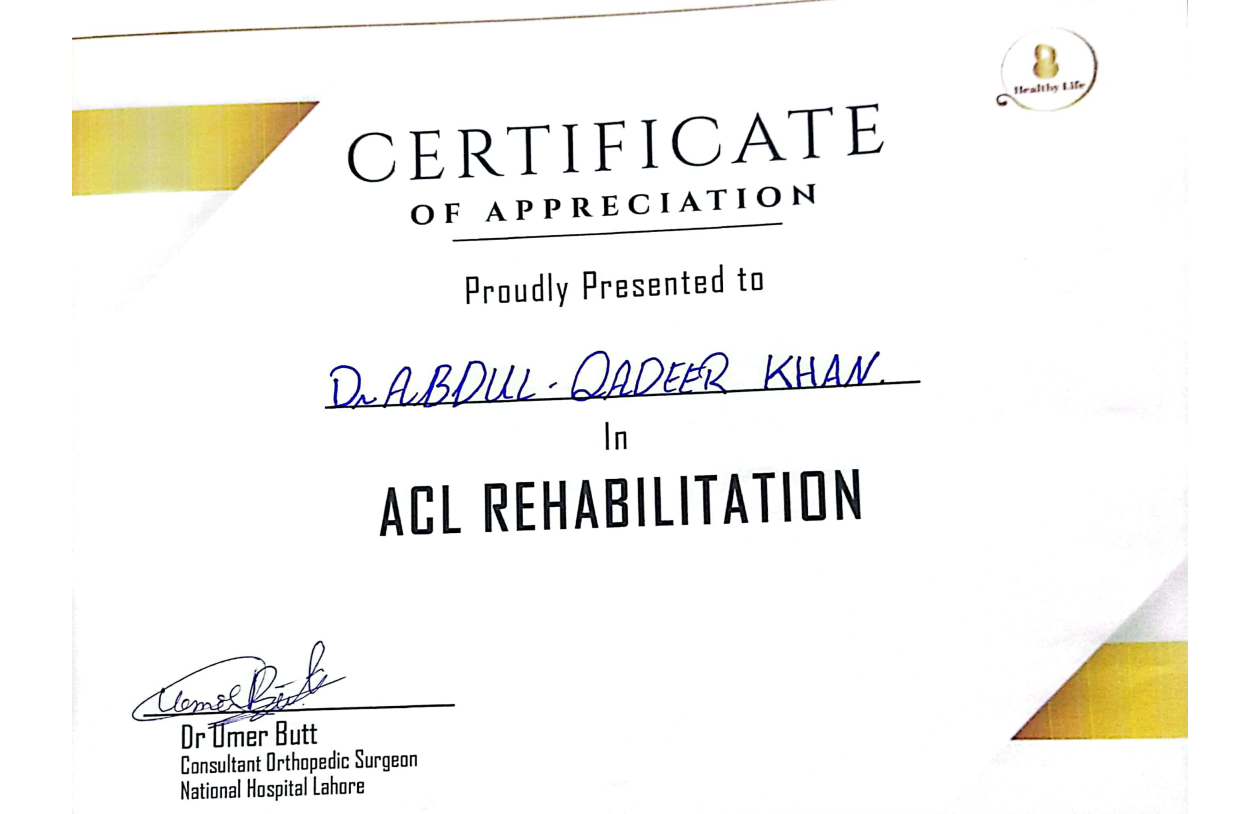 Healthy Life
CERTIFICATE
OF APPRECIATION
Proudly Presented to
Dr ABDUL-QADEER KHAN.
In
ACL REHABILITATION
Umer Butt
Dr Umer Butt
Consultant Orthopedic Surgeon
National Hospital Lahore